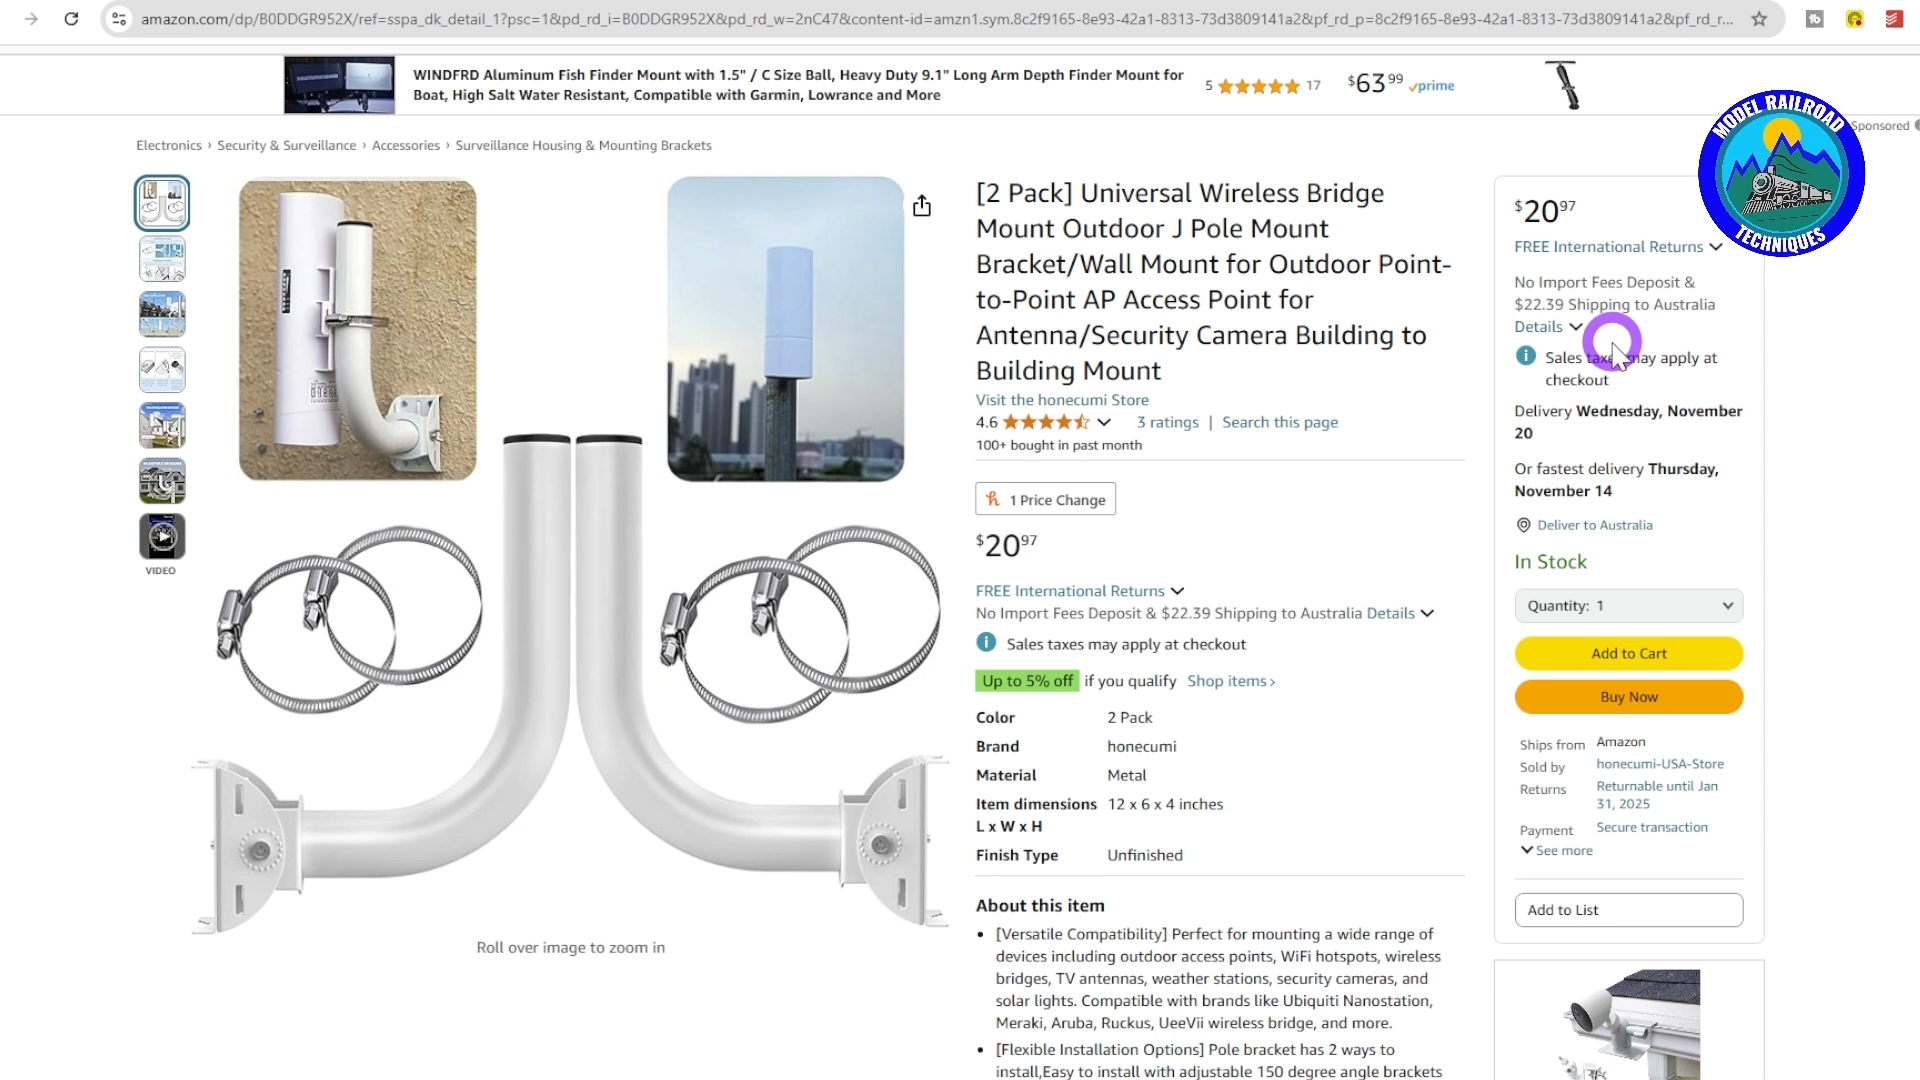 amazon.com/dp/B0DDGR952X/ref=sspa_dk_detail_1?psc=1&pd_rd_i=B0DDGR952X&pd_rd_w=2nC47&content-id=amzn1.sym.8c2f9165-8e93-42a1-8313-73d3809141a2&pf_rd_p=8c2f9165-8e93-42a1-8313-73d3809141a2&pf_rd_r...
WINDFRD Aluminum Fish Finder Mount with 1.5" / C Size Ball, Heavy Duty 9.1" Long Arm Depth Finder Mount for
Boat, High Salt Water Resistant, Compatible with Garmin, Lowrance and More
5 17 $63 99 prime
Sponsored
MODEL RAILROAD
TECHNIQUES
Electronics › Security & Surveillance › Accessories › Surveillance Housing & Mounting Brackets
VIDEO
Roll over image to zoom in
[2 Pack] Universal Wireless Bridge
Mount Outdoor J Pole Mount
Bracket/Wall Mount for Outdoor Point-
to-Point AP Access Point for
Antenna/Security Camera Building to
Building Mount
Visit the honecumi Store
4.6 3 ratings | Search this page
100+ bought in past month
1 Price Change
$20 97
FREE International Returns
No Import Fees Deposit & $22.39 Shipping to Australia Details
Sales taxes may apply at checkout
Up to 5% off if you qualify Shop items ›
Color 2 Pack
Brand honecumi
Material Metal
Item dimensions 12 x 6 x 4 inches
L x W x H
Finish Type Unfinished
About this item
• [Versatile Compatibility] Perfect for mounting a wide range of
devices including outdoor access points, WiFi hotspots, wireless
bridges, TV antennas, weather stations, security cameras, and
solar lights. Compatible with brands like Ubiquiti Nanostation,
Meraki, Aruba, Ruckus, UeeVii wireless bridge, and more.
• [Flexible Installation Options] Pole bracket has 2 ways to
install,Easy to install with adjustable 150 degree angle brackets
$20 97
FREE International Returns
No Import Fees Deposit &
$22.39 Shipping to Australia
Details
Sales taxes may apply at
checkout
Delivery Wednesday, November
20
Or fastest delivery Thursday,
November 14
Deliver to Australia
In Stock
Quantity: 1
Add to Cart
Buy Now
Ships from Amazon
Sold by honecumi-USA-Store
Returns Returnable until Jan
31, 2025
Payment Secure transaction
See more
Add to List